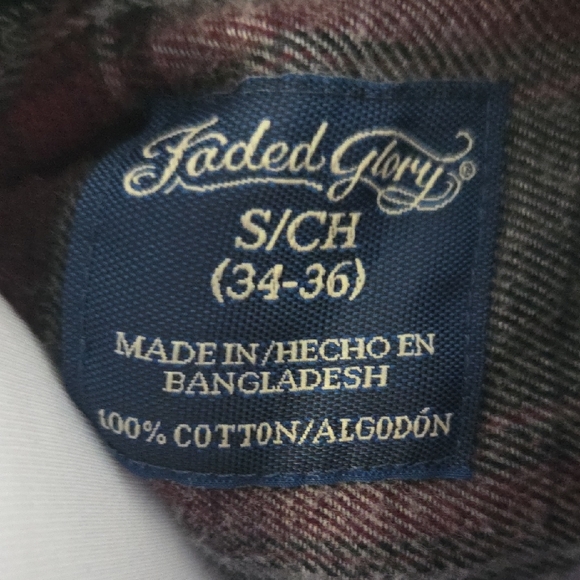 Faded Glory®
S/CH
(34-36)
MADE IN/HECHO EN
BANGLADESH
100% COTTON/ALGODÓN